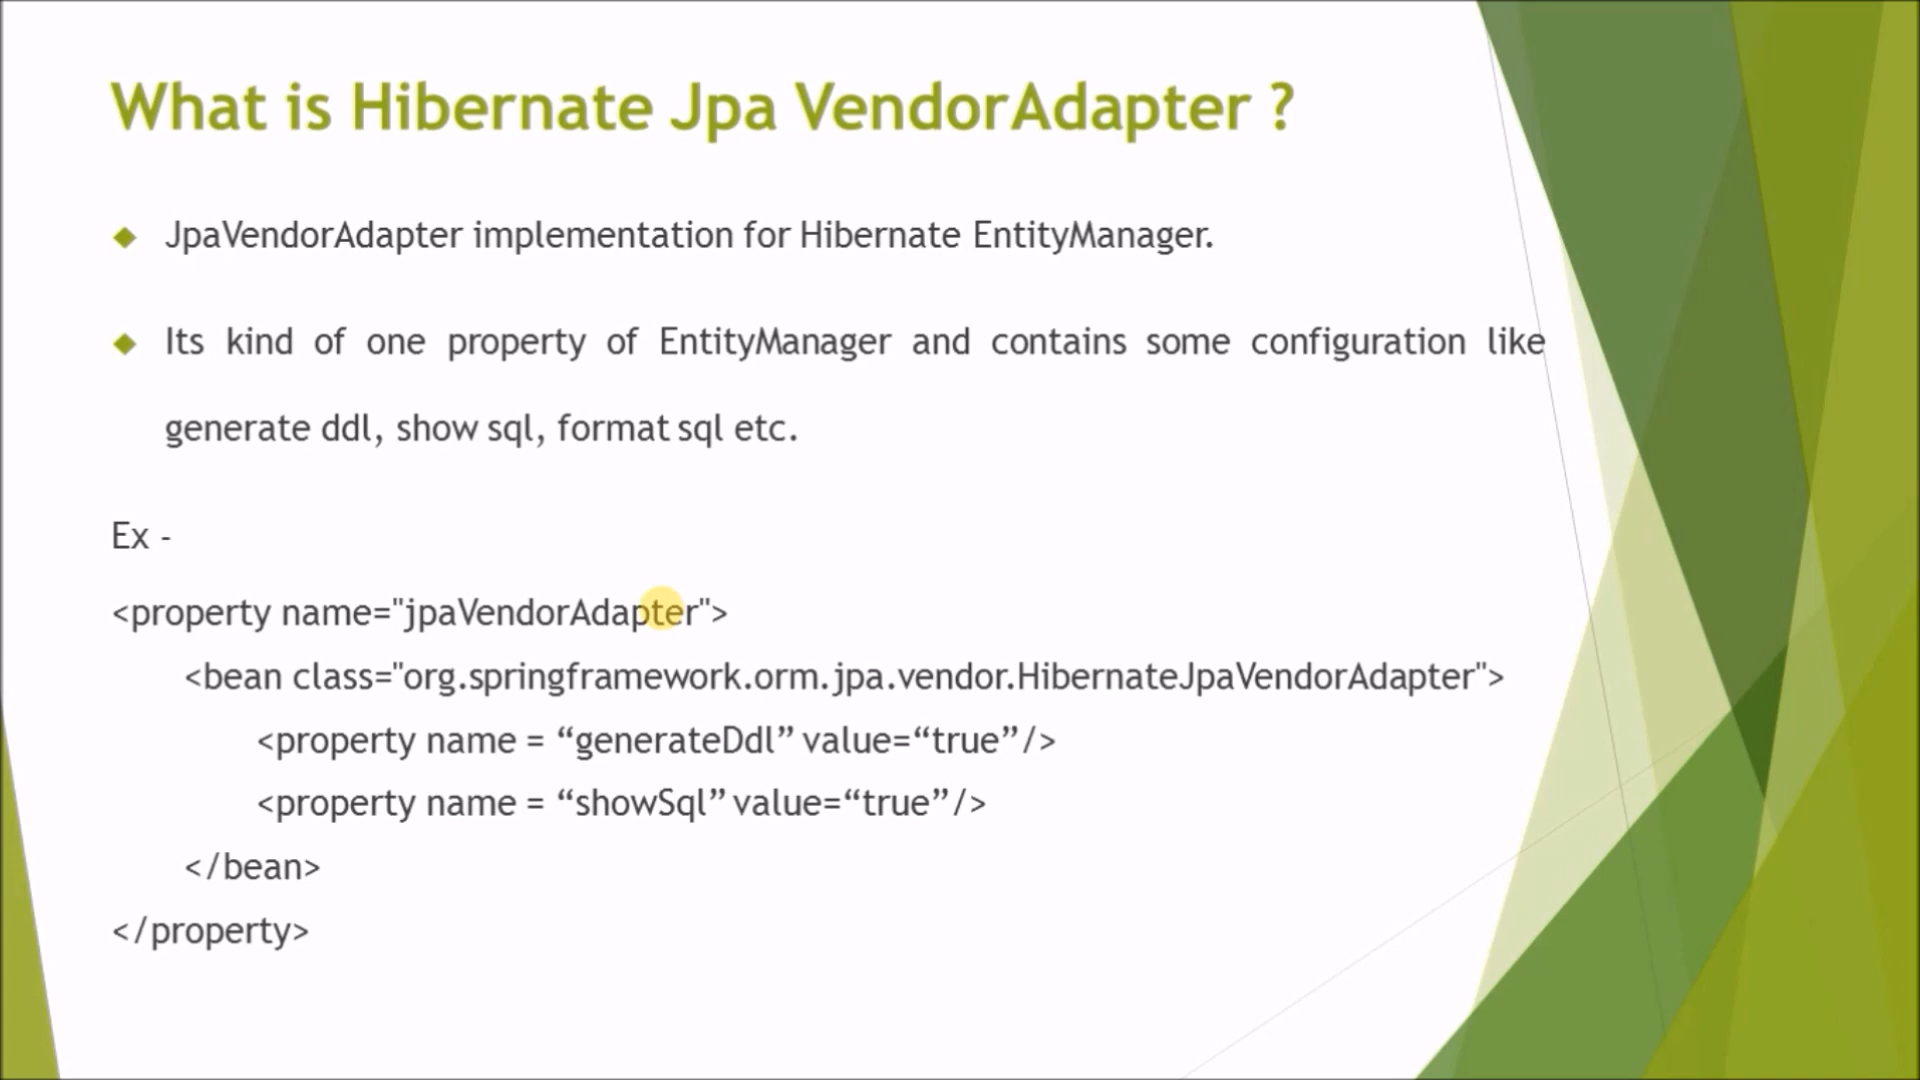 What is Hibernate Jpa VendorAdapter ?
JpaVendorAdapter implementation for Hibernate EntityManager.
Its kind of one property of EntityManager and contains some configuration like
generate ddl, show sql, format sql etc.
Ex -
<property name="jpaVendorAdapter">
<bean class="org.springframework.orm.jpa.vendor.HibernateJpaVendorAdapter">
<property name = “generateDdl” value=“true”/>
<property name = “showSql” value=“true”/>
</bean>
</property>